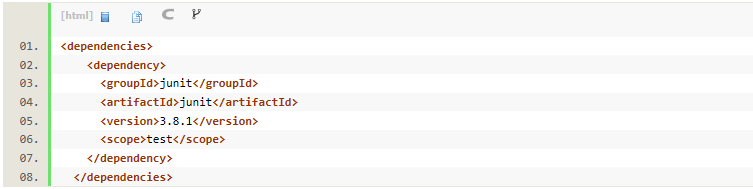 [html]
01. <dependencies>
02. <dependency>
03. <groupId>junit</groupId>
04. <artifactId>junit</artifactId>
05. <version>3.8.1</version>
06. <scope>test</scope>
07. </dependency>
08. </dependencies>